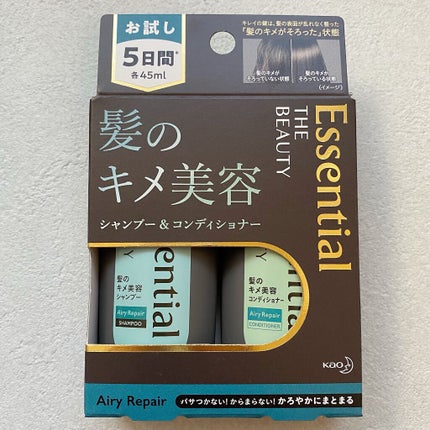 お試し
5日間*
各45ml
キレイの鍵は、髪の表面が乱れなく整った
「髪のキメがそろった」状態
髪のキメが
そろっていない状態
髪のキメが
そろっている状態
(イメージ)
Essential
THE
BEAUTY
髪の
キメ美容
シャンプー&コンディショナー
ssential
Y
髪の
キメ美容
シャンプー
Airy Repair
SHAMPOO
髪の
キメ美容
コンディショナー
Airy Repair
CONDITIONER
Kao
Airy Repair
パサつかない!からまらない!かろやかにまとまる